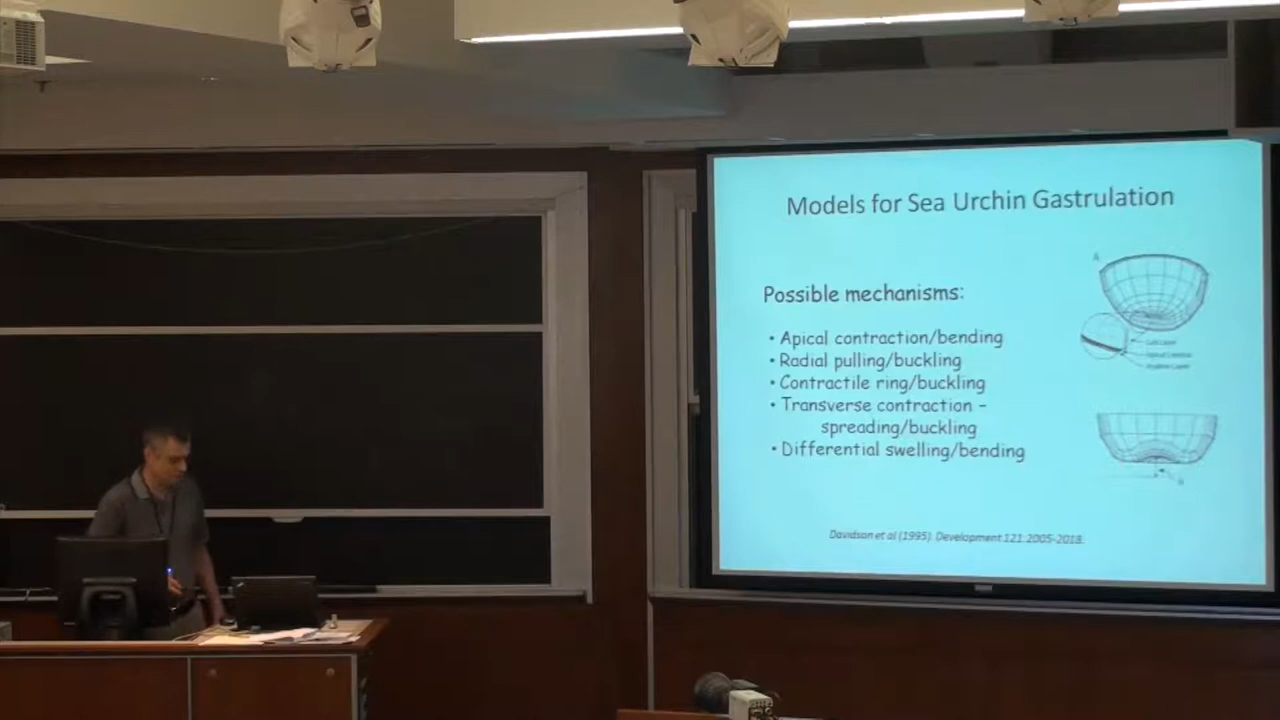 Models for Sea Urchin Gastrulation
A
Possible mechanisms:
• Apical contraction/bending
• Radial pulling/buckling
• Contractile ring/buckling
• Transverse contraction –
spreading/buckling
• Differential swelling/bending
Davidson et al (1995) Development 121:2005-2018.